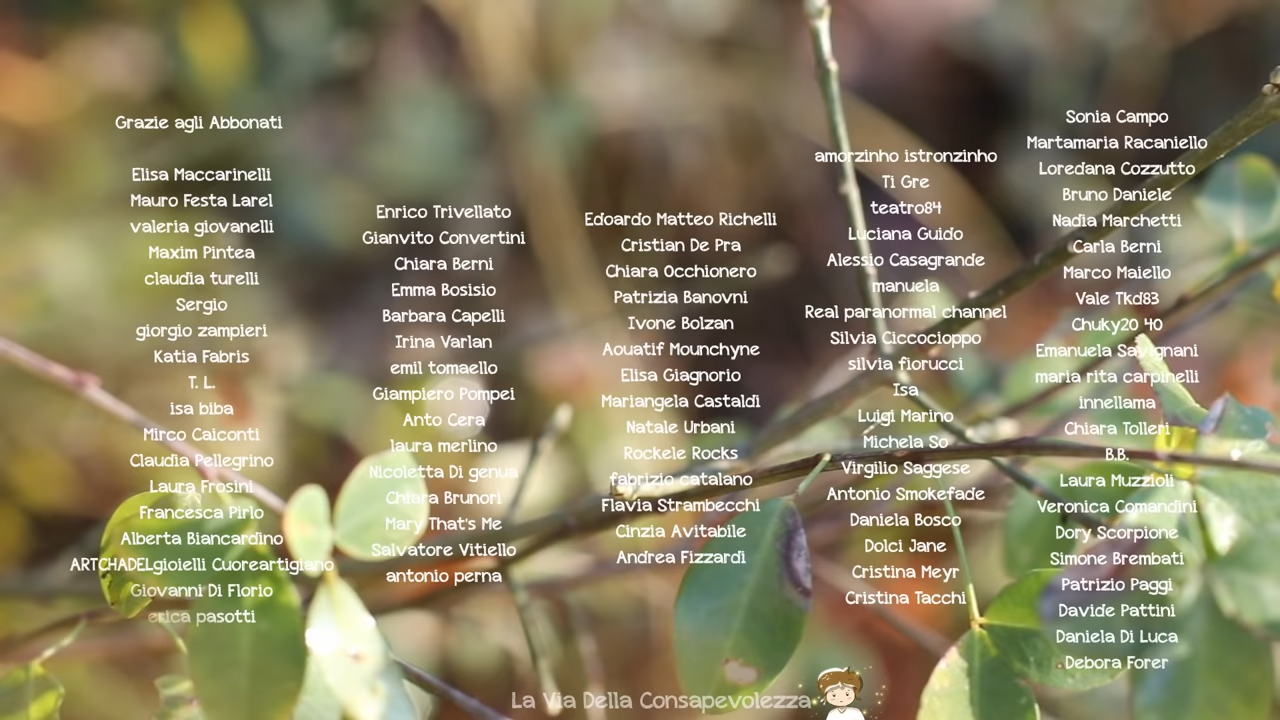 Grazie agli Abbonati
Elisa Maccarinelli
Mauro Festa Larel
valeria giovanelli
Maxim Pintea
claudia turelli
Sergio
giorgio zampieri
Katia Fabris
T. L.
isa biba
Mirco Caiconti
Claudia Pellegrino
Laura Frosini
Francesca Pirlo
Alberta Biancardino
ARTCHADELgioielli Cuoreartigiano
Giovanni Di Florio
erica pasotti
Enrico Trivellato
Gianvito Convertini
Chiara Berni
Emma Bosisio
Barbara Capelli
Irina Varlan
emil tomaello
Giampiero Pompei
Anto Cera
laura merlino
Nicoletta Di genua
Chiara Brunori
Mary That's Me
Salvatore Vitiello
antonio perna
Edoardo Matteo Richelli
Cristian De Pra
Chiara Occhionero
Patrizia Banovni
Ivone Bolzan
Aouatif Mounchyne
Elisa Giagnorio
Mariangela Castaldi
Natale Urbani
Rockele Rocks
fabrizio catalano
Flavia Strambecchi
Cinzia Avitabile
Andrea Fizzardi
amorzinho istronzinho
Ti Gre
teatro84
Luciana Guido
Alessio Casagrande
manuela
Real paranormal channel
Silvia Ciccocioppo
silvia fiorucci
Isa
Luigi Marino
Michela So
Virgilio Saggese
Antonio Smokefade
Daniela Bosco
Dolci Jane
Cristina Meyr
Cristina Tacchi
Sonia Campo
Martamaria Racaniello
Loredana Cozzutto
Bruno Daniele
Nadia Marchetti
Carla Berni
Marco Maiello
Vale Tkd83
Chuky20 40
Emanuela Savignani
maria rita carpinelli
innellama
Chiara Tolleri
B.B.
Laura Muzzioli
Veronica Comandini
Dory Scorpione
Simone Brembati
Patrizio Paggi
Davide Pattini
Daniela Di Luca
Debora Forer
La Via Della Consapevolezza